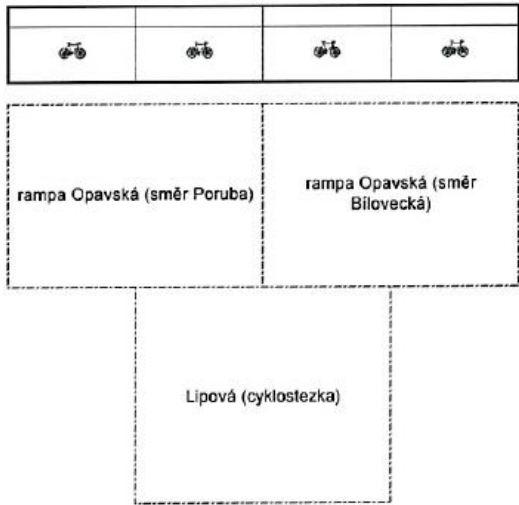 rampa Opavská (směr Poruba)
rampa Opavská (směr
Bílovecká)
Lipová (cyklostezka)